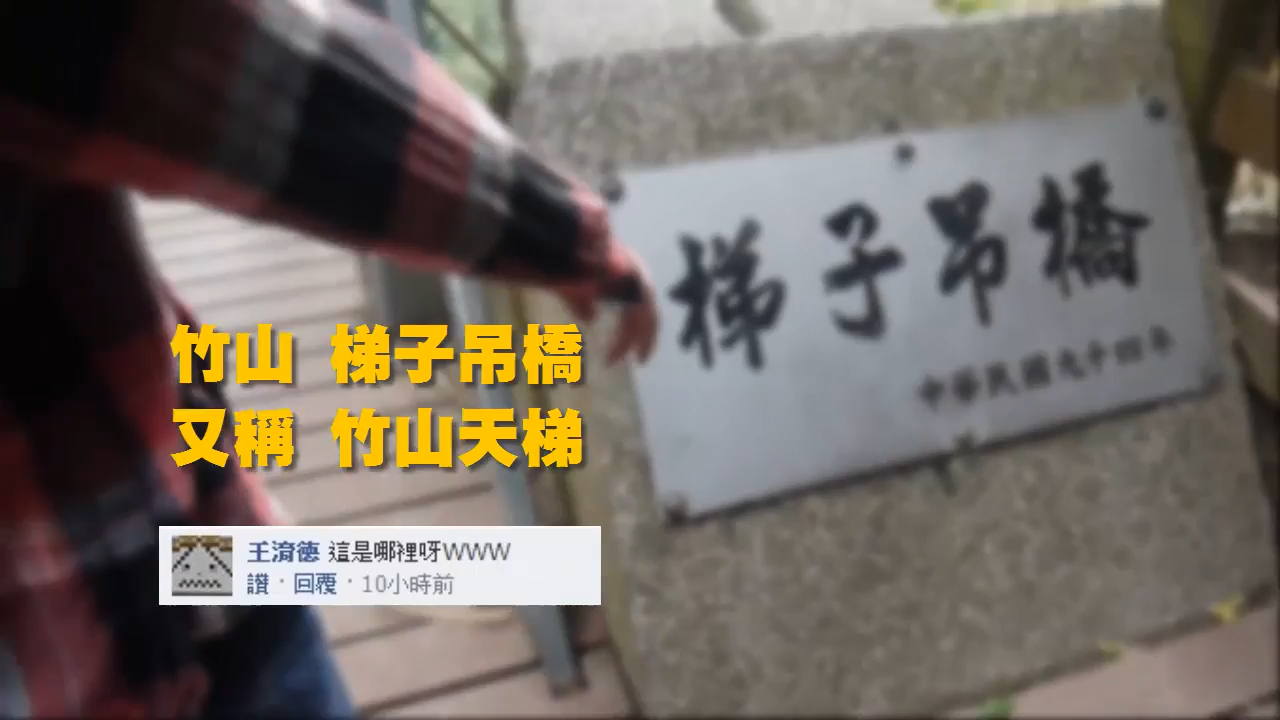 梯子吊橋
中華民國九十四年
竹山 梯子吊橋
又稱 竹山天梯
王淯德 這是哪裡呀WWW
讚 · 回覆 · 10小時前